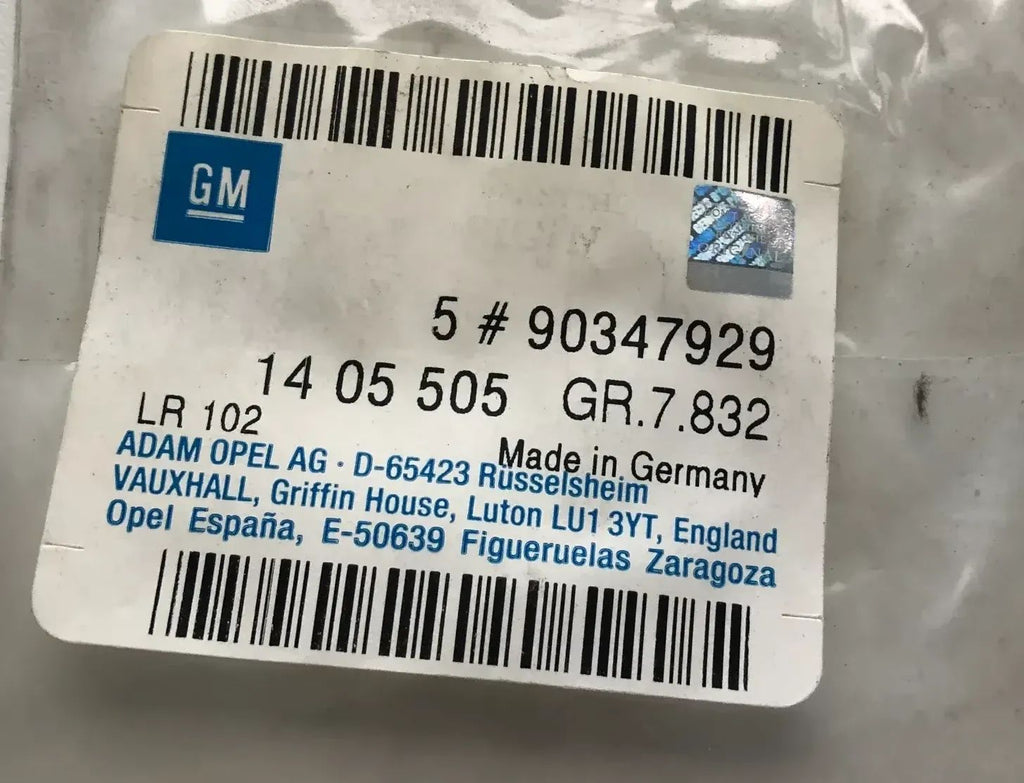 GM
5 # 90347929
14 05 505 GR.7.832
LR 102
Made in Germany
ADAM OPEL AG · D-65423 Rüsselsheim
VAUXHALL, Griffin House, Luton LU1 3YT, England
Opel España, E-50639 Figueruelas Zaragoza